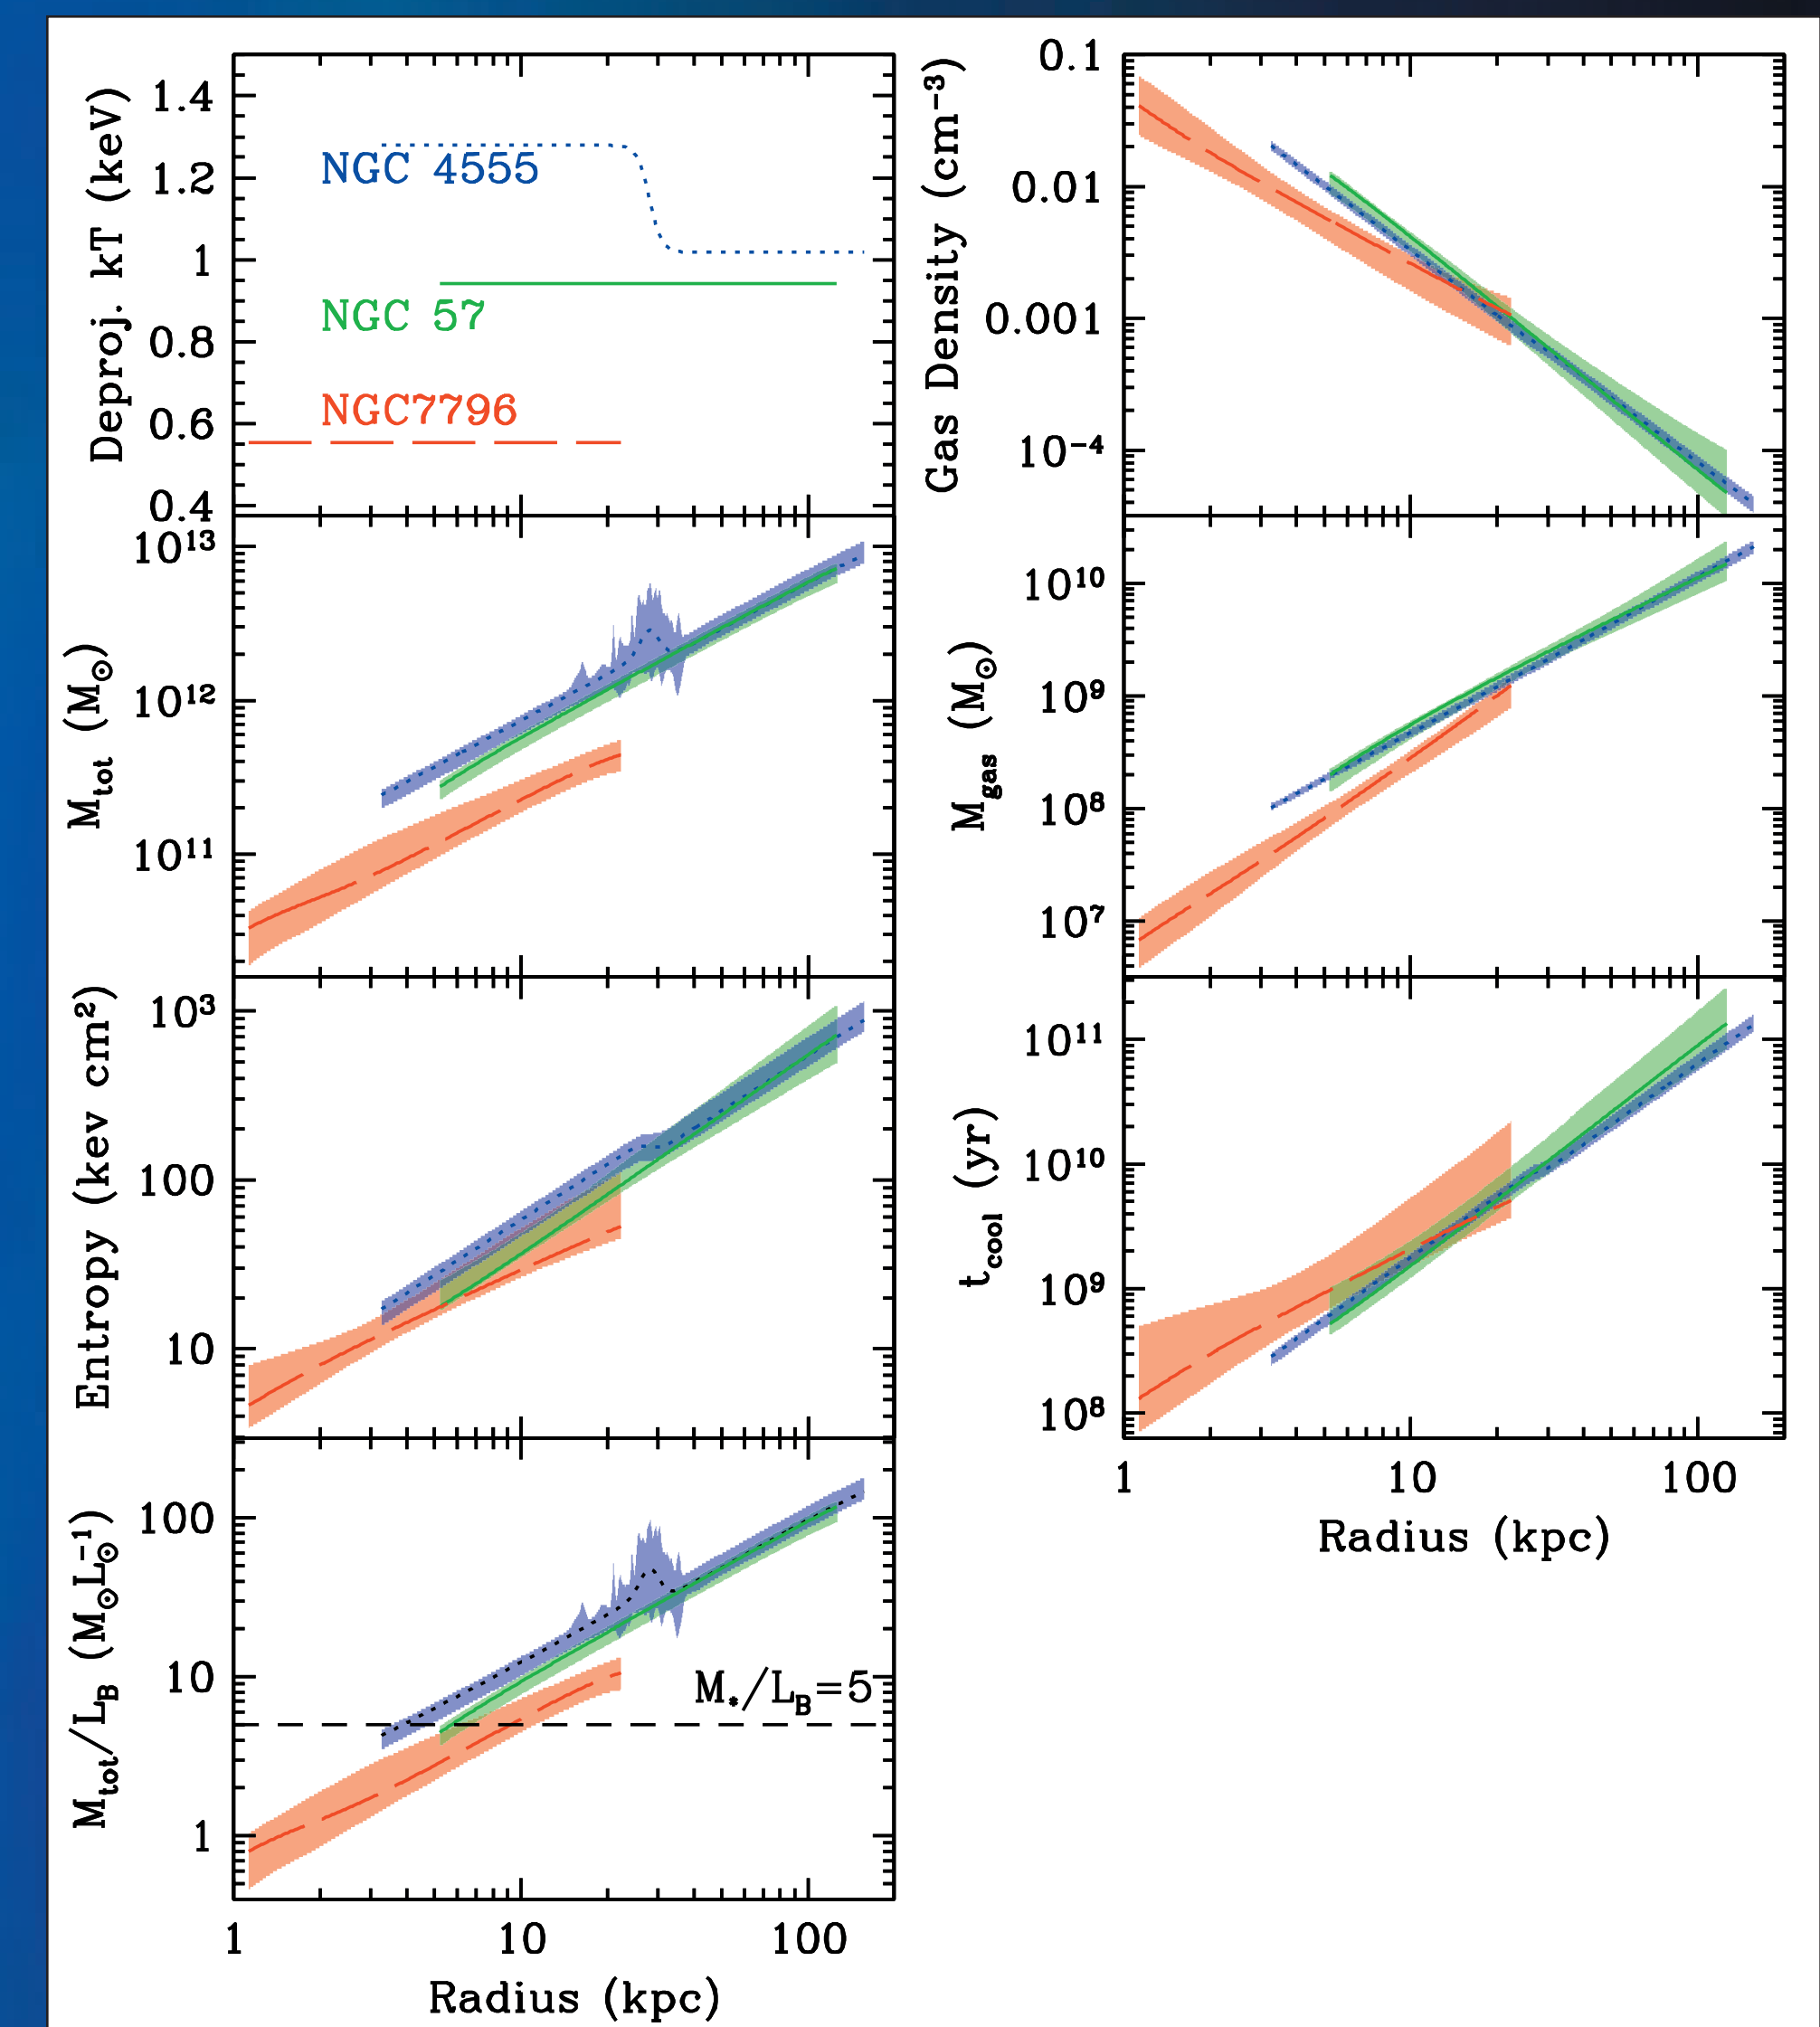 Deproj. kT (keV)
1.4
1.2
1
0.8
0.6
0.4
NGC 4555
NGC 57
NGC7796
Gas Density (cm⁻³)
0.1
0.01
0.001
10⁻⁴
M_tot (M_⊙)
10¹³
10¹²
10¹¹
M_gas (M_⊙)
10¹⁰
10⁹
10⁸
10⁷
Entropy (kev cm²)
10³
100
10
t_cool (yr)
10¹¹
10¹⁰
10⁹
10⁸
1 10 100
Radius (kpc)
M_tot/L_B (M_⊙L_⊙⁻¹)
100
10
1
M_*/L_B=5
1 10 100
Radius (kpc)